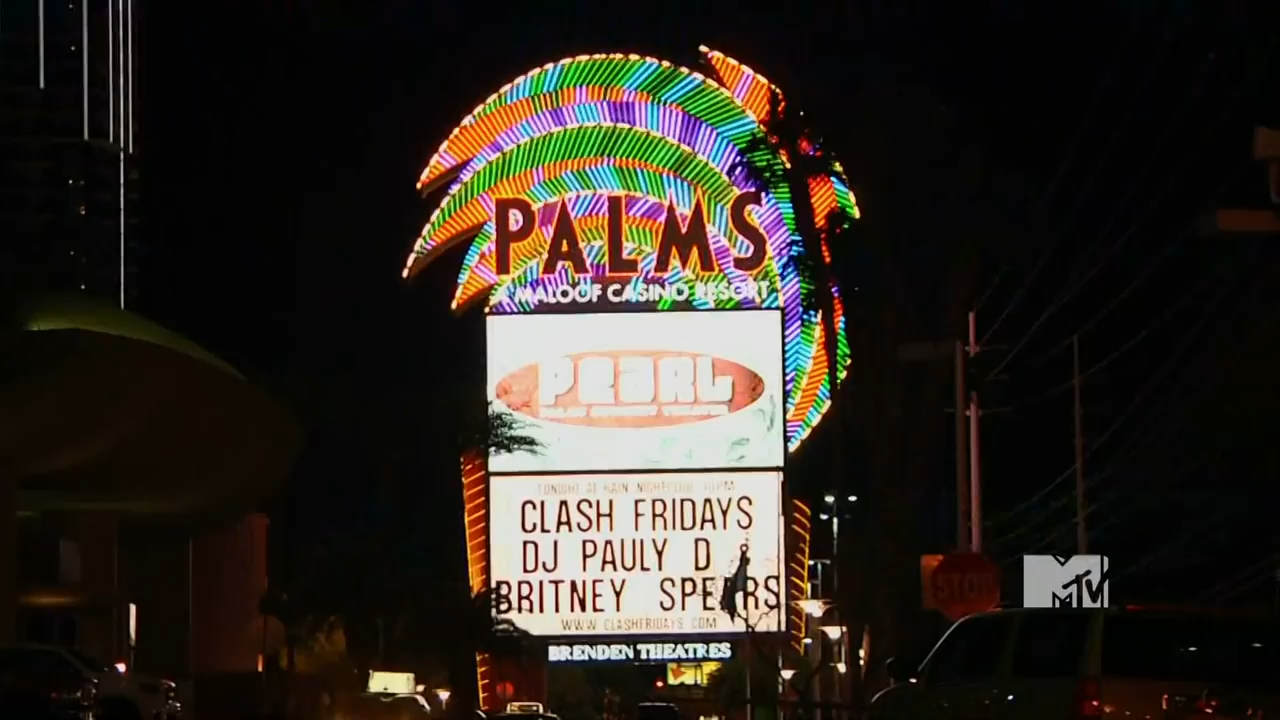 PALMS
A MALOOF CASINO RESORT
PEARL
TONIGHT AT RAIN NIGHTCLUB 10PM
CLASH FRIDAYS
DJ PAULY D
BRITNEY SPEARS
WWW.CLASHFRIDAYS.COM
BRENDEN THEATRES
STOP
MTV